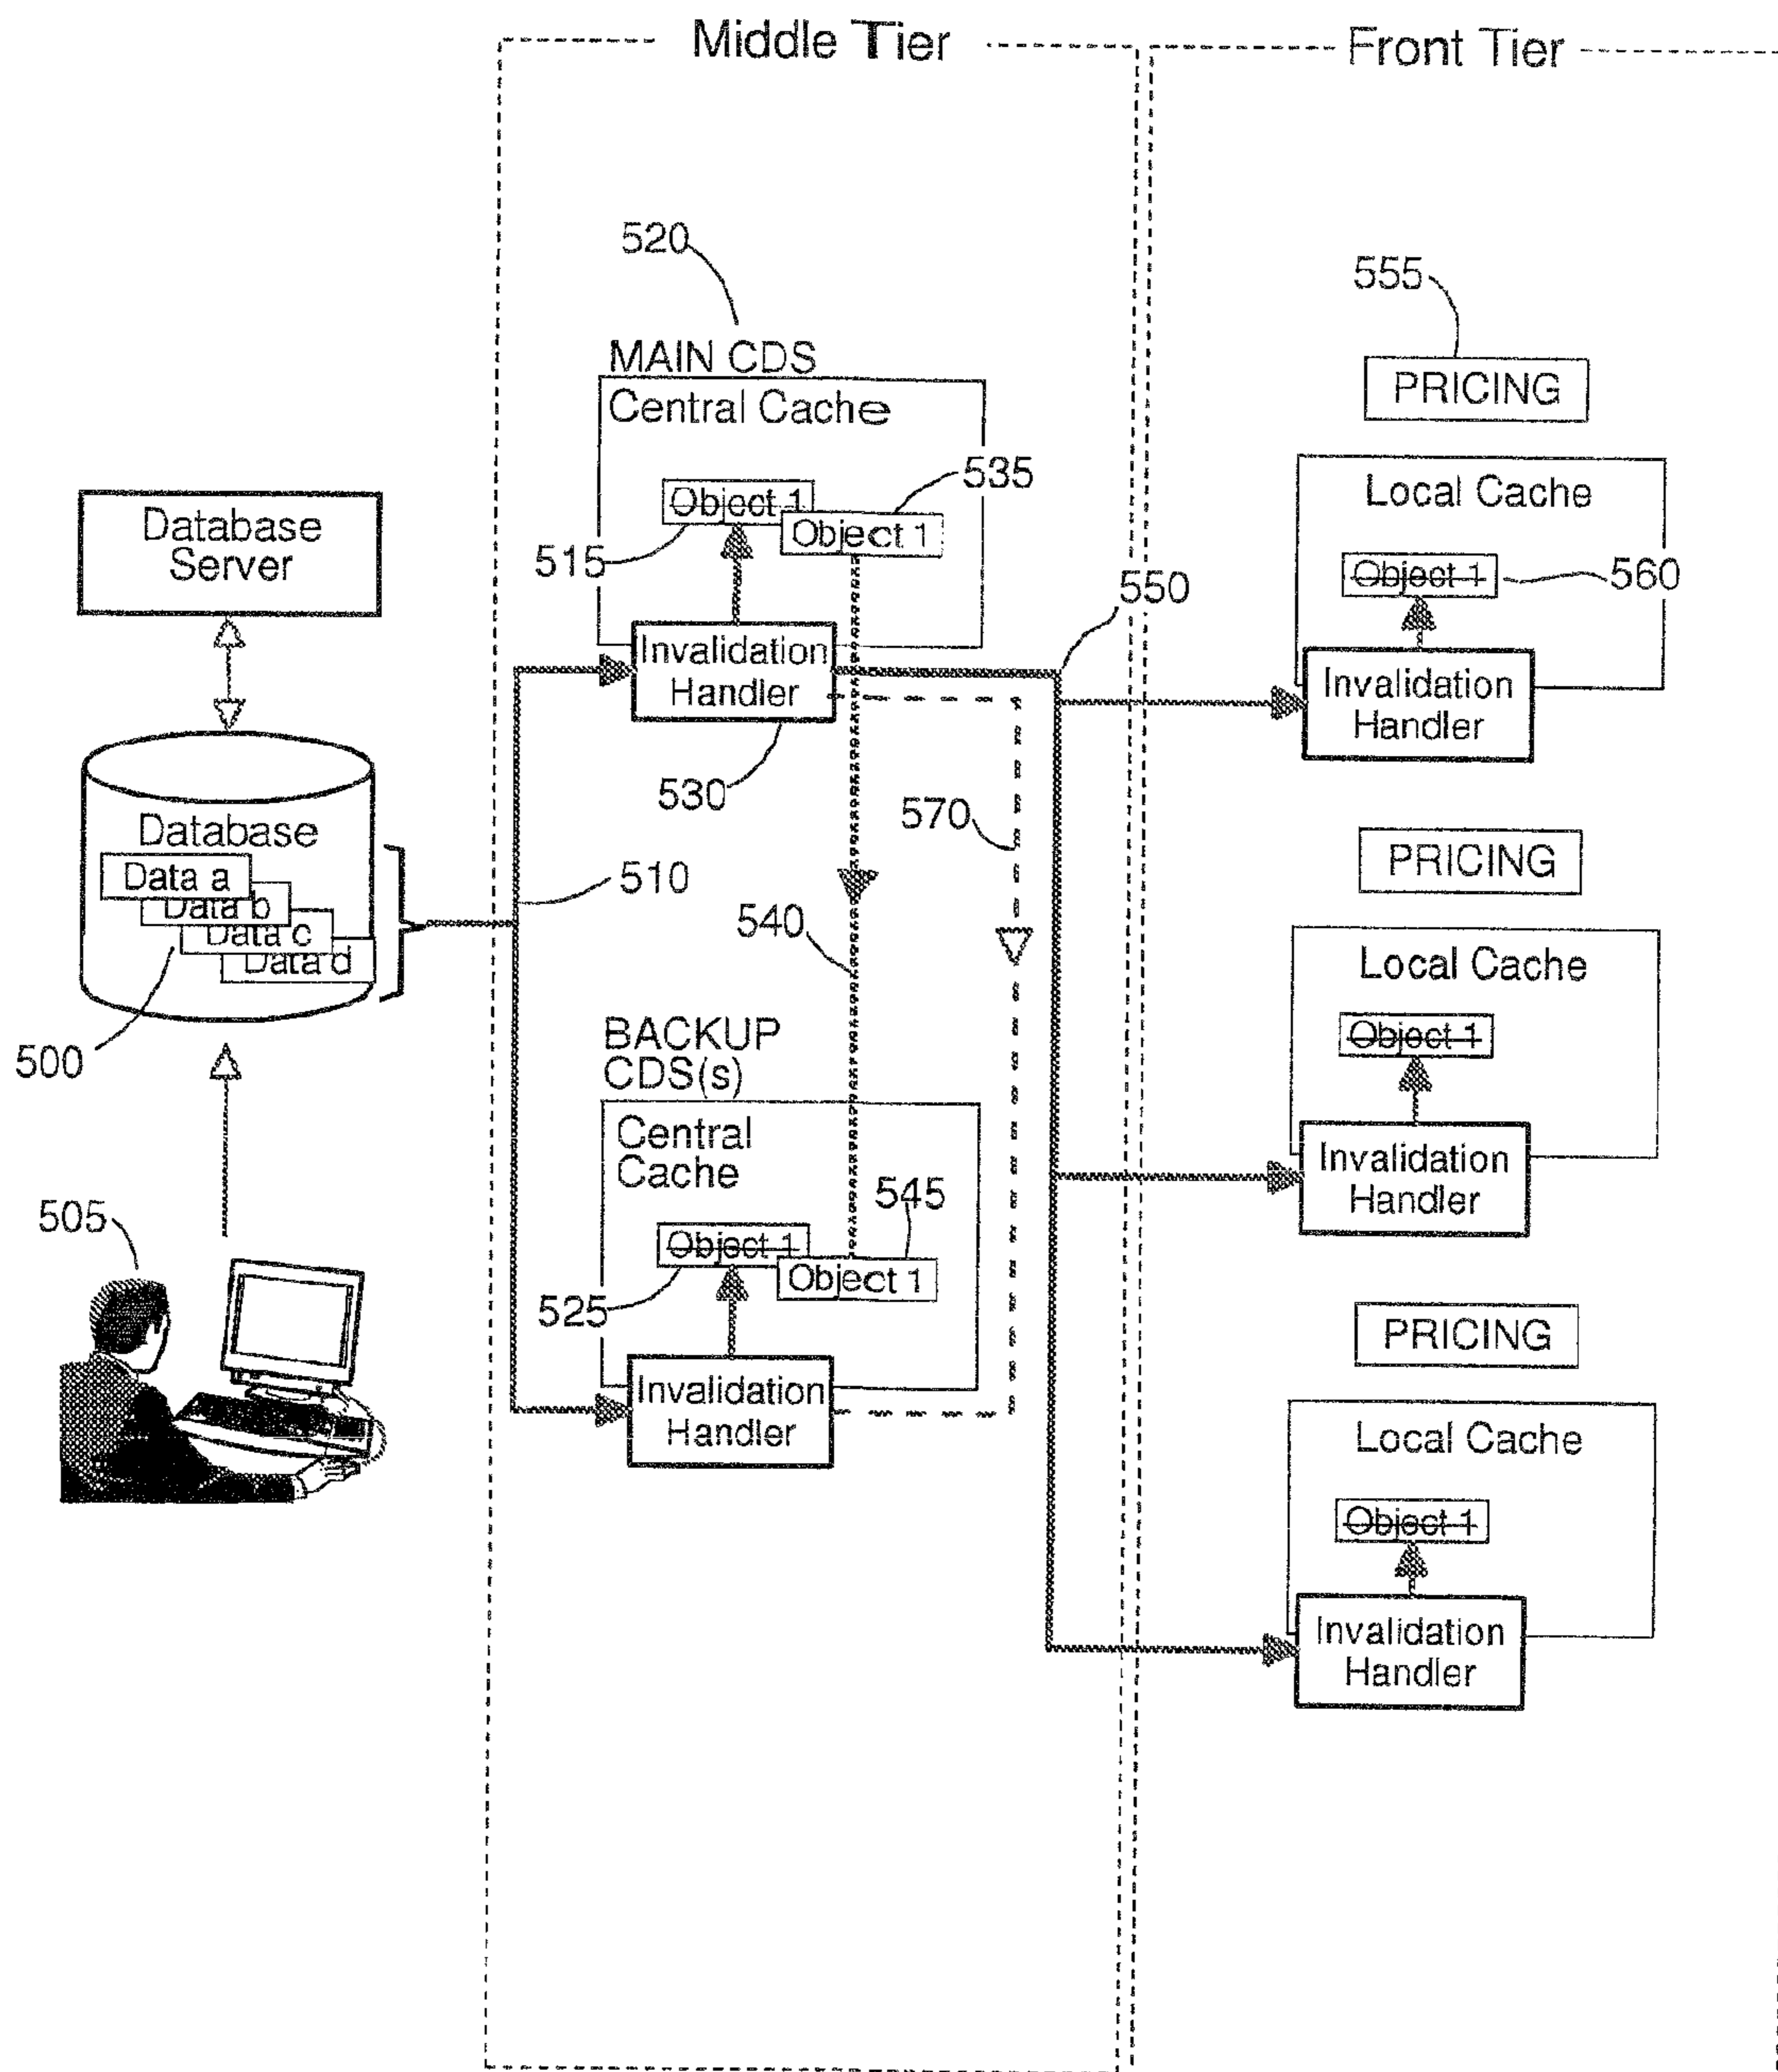 Middle Tier
Front Tier
520
555
MAIN CDS
PRICING
Central Cache
535
Local Cache
Object 1
Object 1
Database
Server
515
550
Object 1
560
Invalidation
Handler
Invalidation
Handler
530
570
Database
PRICING
Data a
510
Data b
Data c
540
Local Cache
Data d
Object 1
500
BACKUP
CDS(s)
Central
Cache
Invalidation
Handler
545
505
Object 1
Object 1
525
PRICING
Invalidation
Handler
Local Cache
Object 1
Invalidation
Handler